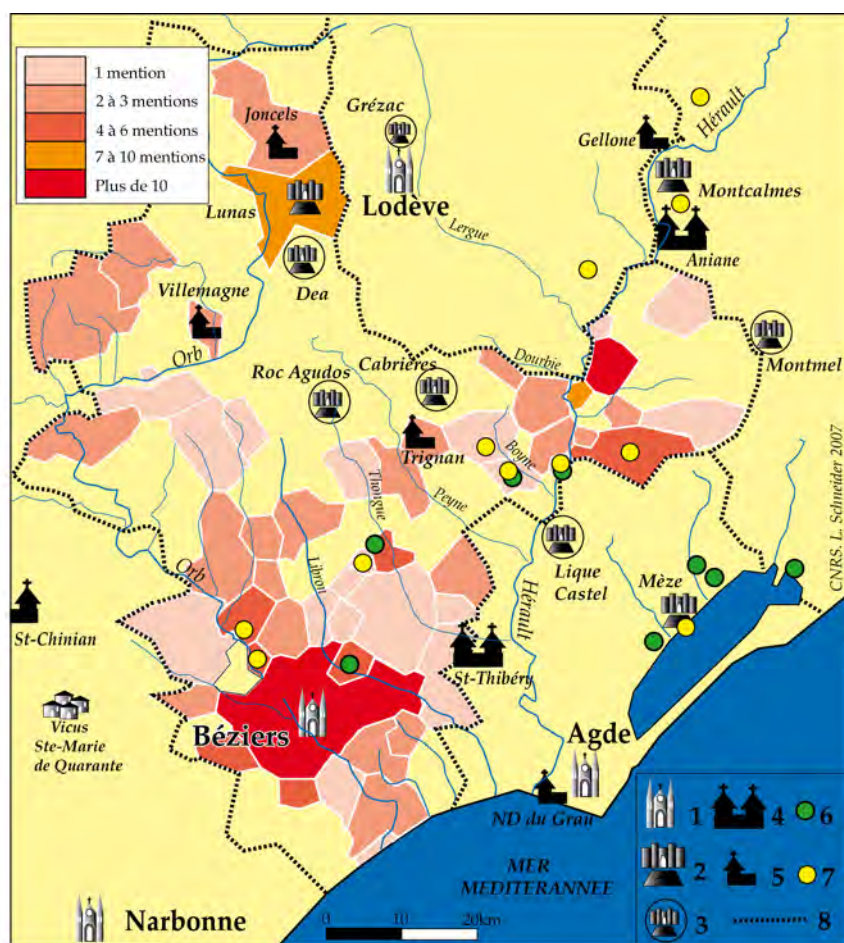 1 mention
2 à 3 mentions
4 à 6 mentions
7 à 10 mentions
Plus de 10
Joncels
Grézac
Gellone
Hérault
Montcalmes
Lunas
Lodève
Lergue
Aniane
Dea
Villemagne
Orb
Roc Agudos
Cabrières
Dourbie
Montmel
Trignan
Boyne
Thongue
Peyne
Orb
Libron
Hérault
Lique
Castel
Mèze
St-Chinian
St-Thibéry
Vicus
Ste-Marie
de Quarante
Béziers
Agde
ND du Grau
MER
MEDITERANNEE
Narbonne
0 10 20km
1 4 6
2 5 7
3 8
CNRS. L. Schneider 2007